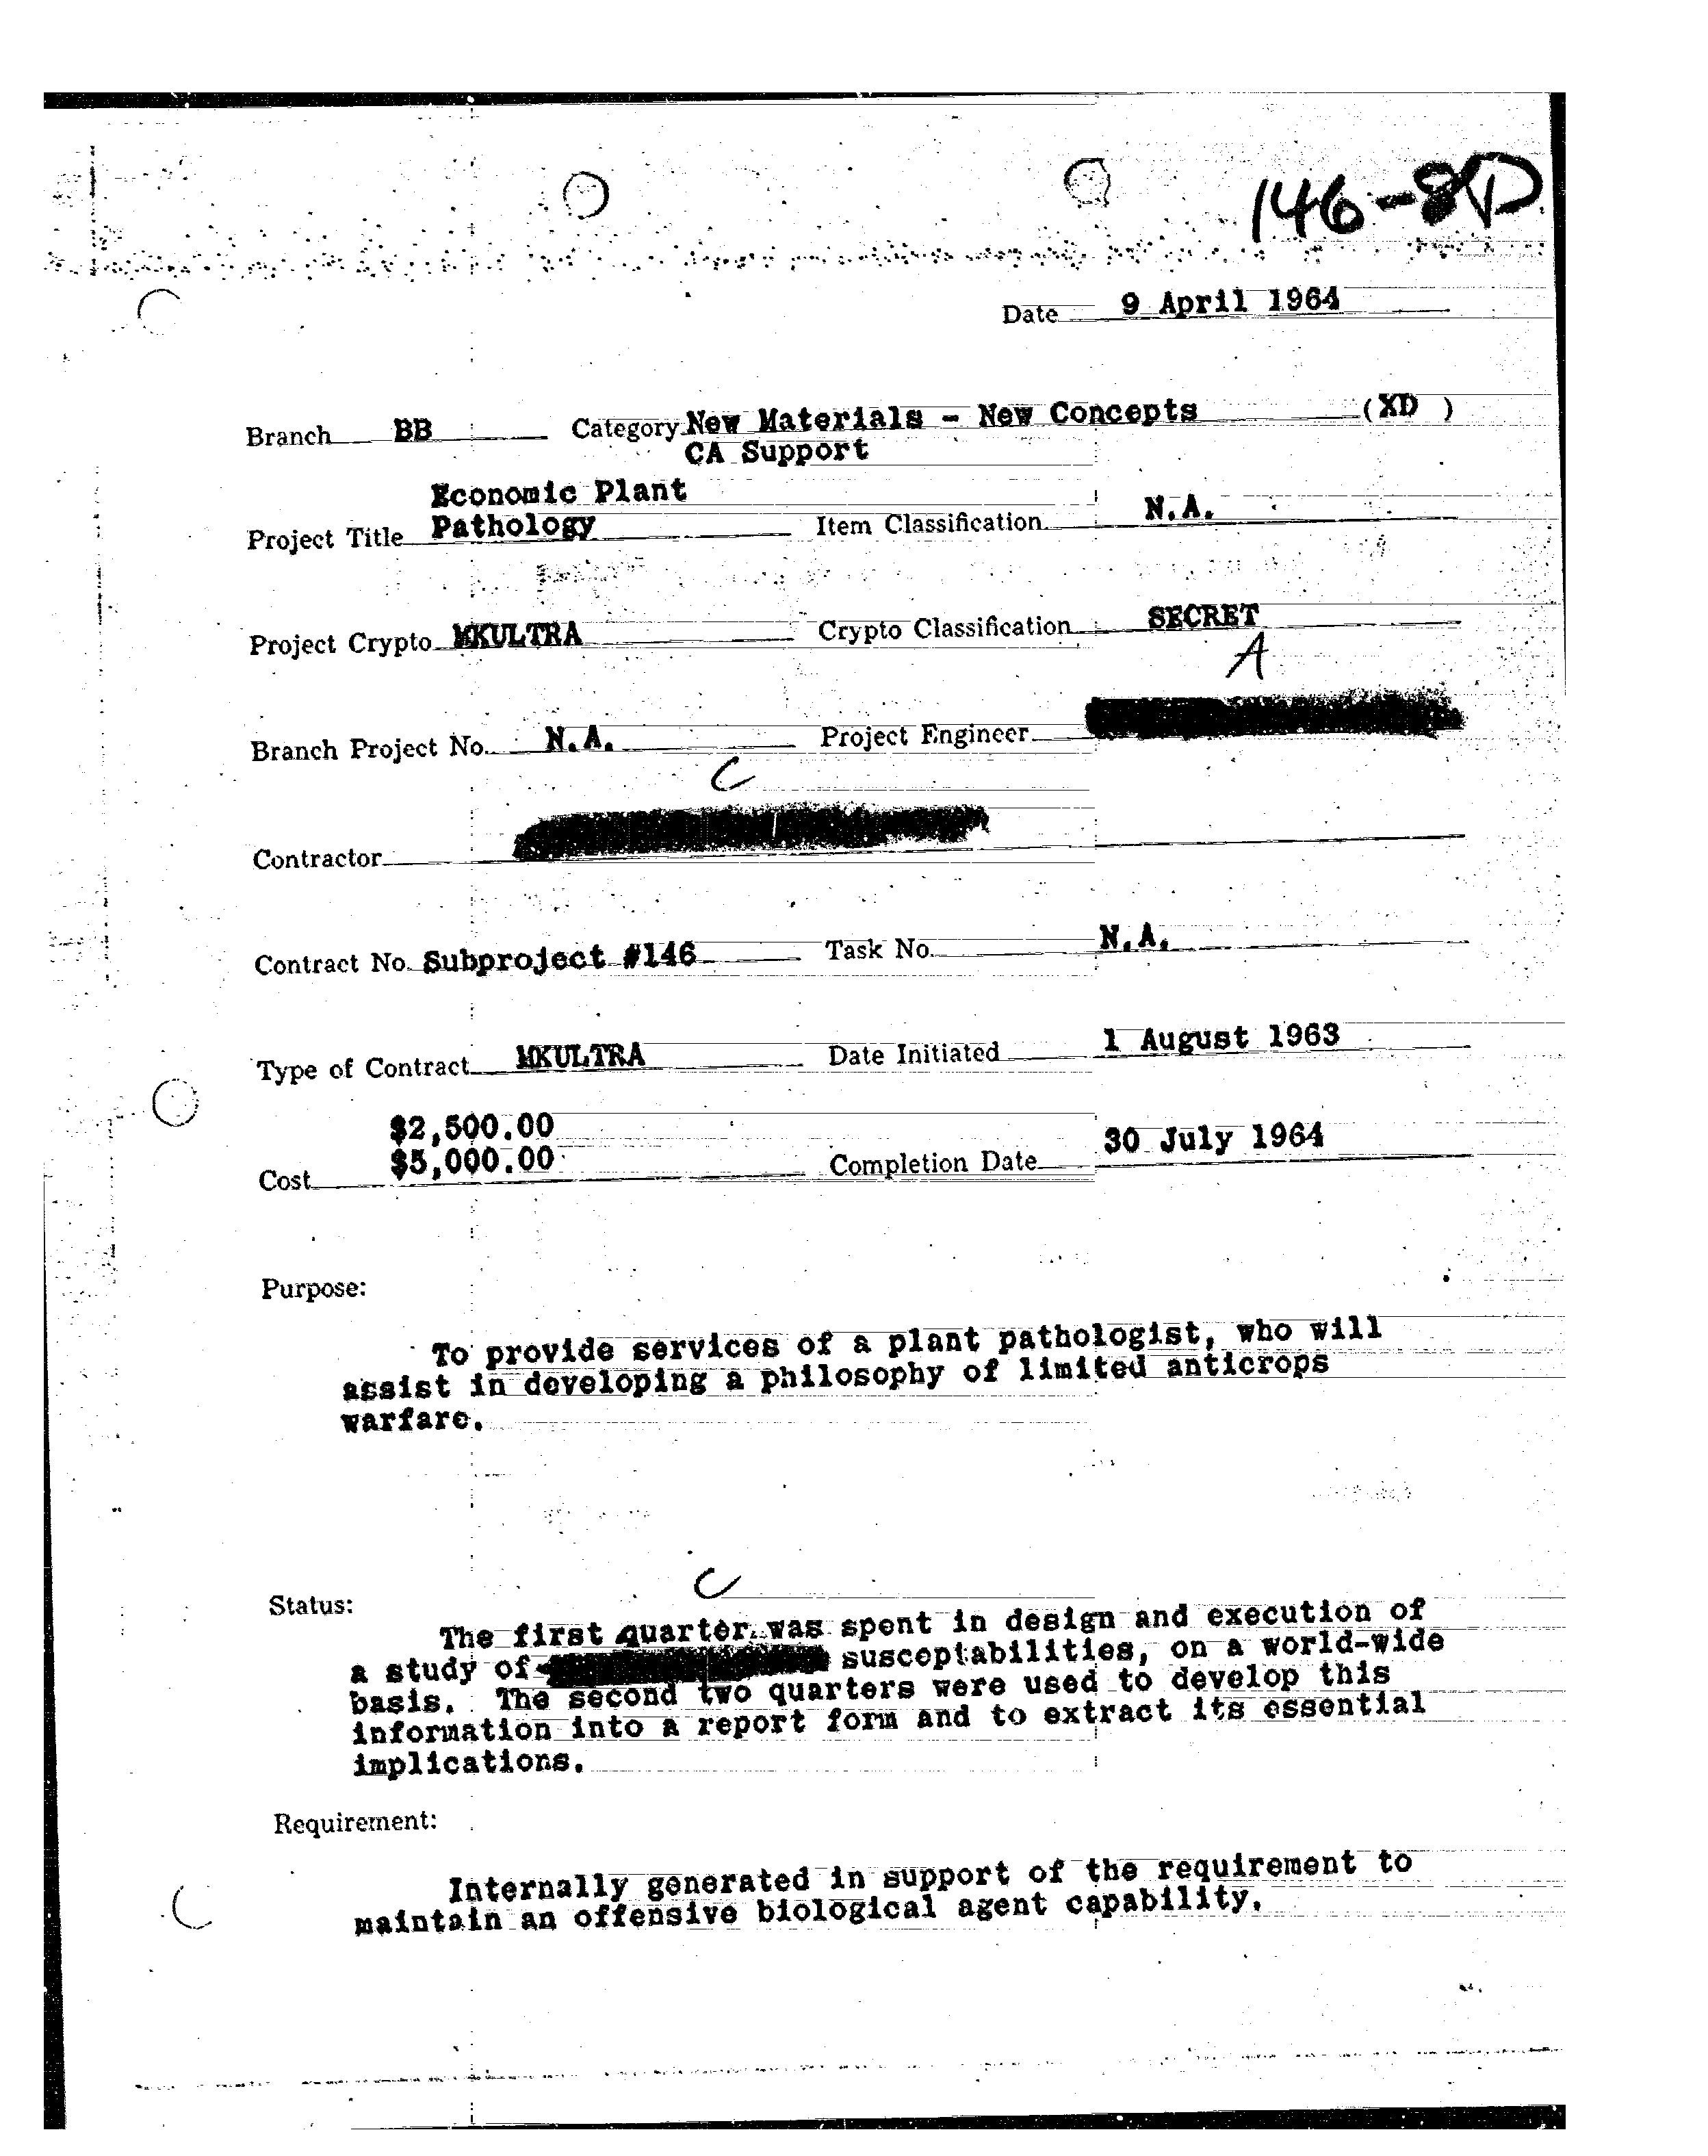 146-8D
Date 9 April 1964
Branch BB Category New Materials - New Concepts (XD )
CA Support
Economic Plant
Project Title Pathology Item Classification N.A.
Project Crypto MKULTRA Crypto Classification SECRET
A
Branch Project No. N.A. Project Engineer
C
Contractor
Contract No. Subproject #146 Task No. N.A.
Type of Contract MKULTRA Date Initiated 1 August 1963
$2,500.00
Cost $5,000.00 Completion Date 30 July 1964
Purpose:
To provide services of a plant pathologist, who will
assist in developing a philosophy of limited anticrops
warfare.
C
Status:
The first quarter was spent in design and execution of
a study of susceptabilities, on a world-wide
basis. The second two quarters were used to develop this
information into a report form and to extract its essential
implications.
Requirement:
Internally generated in support of the requirement to
maintain an offensive biological agent capability.